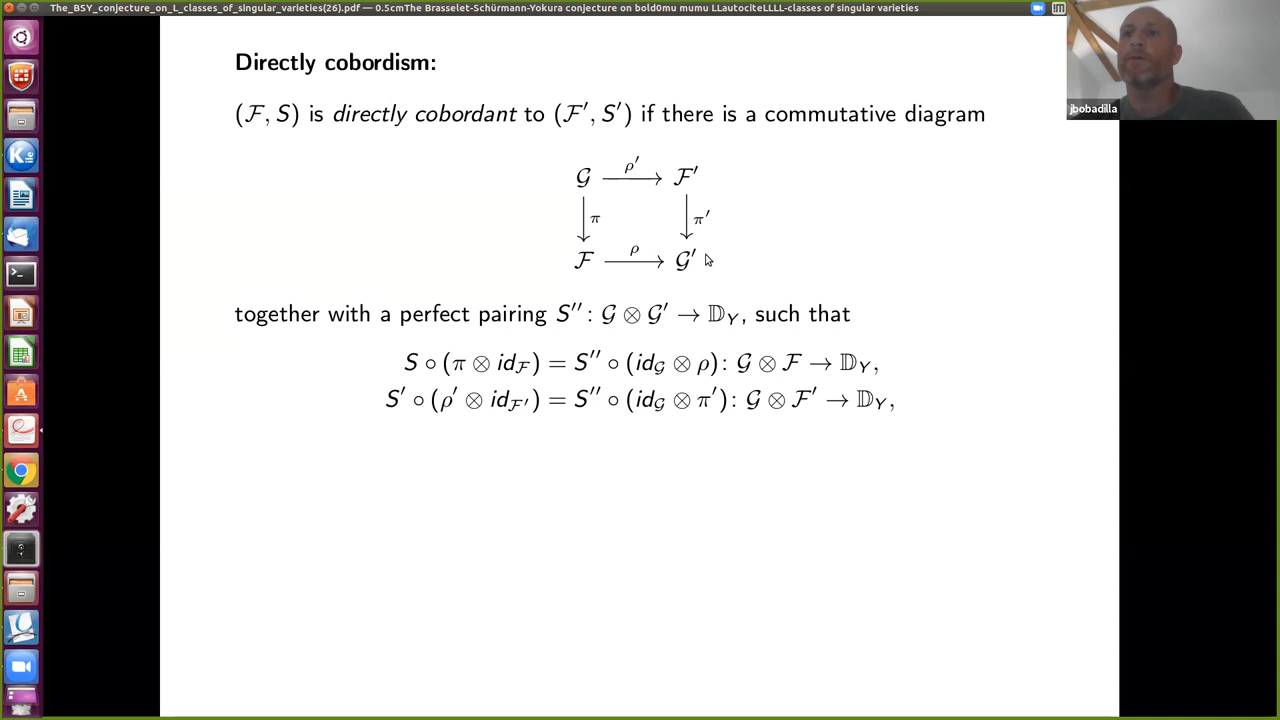 The_BSY_conjecture_on_L_classes_of_singular_varieties(26).pdf — 0.5cmThe Brasselet-Schürmann-Yokura conjecture on bold0mu mumu LLautociteLLLL-classes of singular varieties
jbobadilla
Directly cobordism:
(ℱ, S) is directly cobordant to (ℱ′, S′) if there is a commutative diagram
𝒢 ⟶ ρ′ ℱ′
↓ π ↓ π′
ℱ ⟶ ρ 𝒢′
together with a perfect pairing S″: 𝒢 ⊗ 𝒢′ → 𝔻_Y, such that
S ∘ (π ⊗ id_ℱ) = S″ ∘ (id_𝒢 ⊗ ρ): 𝒢 ⊗ ℱ → 𝔻_Y,
S′ ∘ (ρ′ ⊗ id_ℱ′) = S″ ∘ (id_𝒢 ⊗ π′): 𝒢 ⊗ ℱ′ → 𝔻_Y,